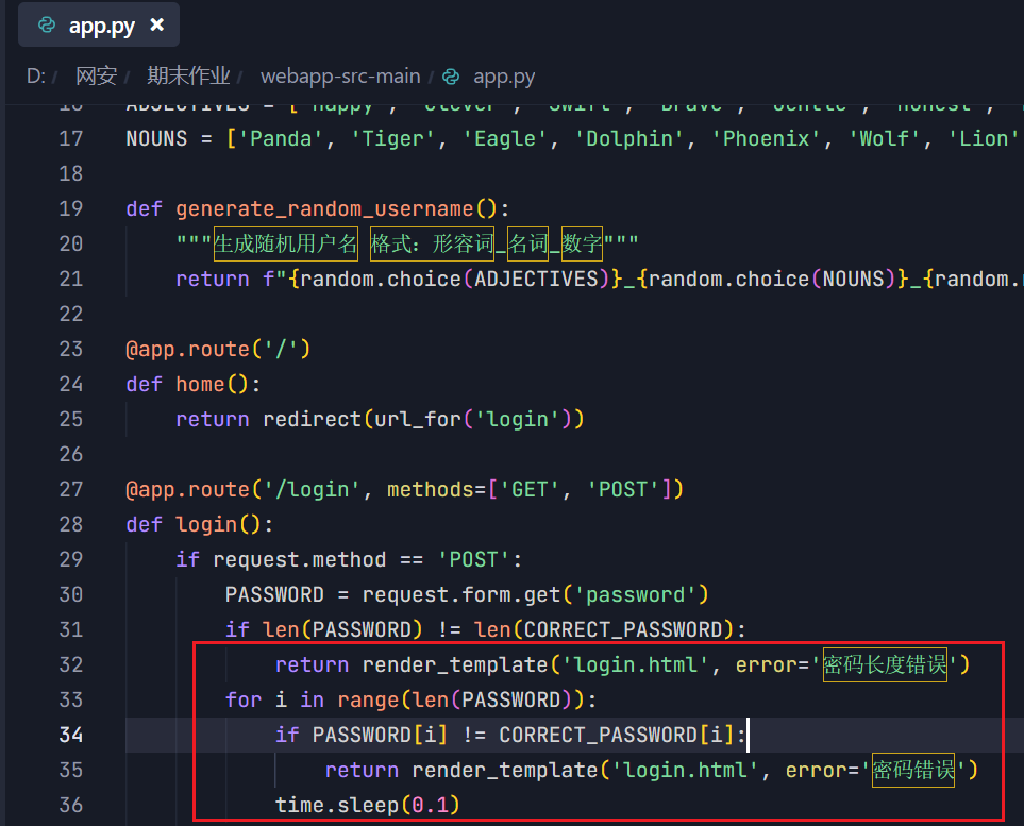 app.py ×
D: / 网安 / 期末作业 / webapp-src-main / app.py
16 ADJECTIVES = ['Happy', 'Clever', 'Swift', 'Brave', 'Gentle', 'Honest',
17 NOUNS = ['Panda', 'Tiger', 'Eagle', 'Dolphin', 'Phoenix', 'Wolf', 'Lion'
18
19 def generate_random_username():
20     """生成随机用户名 格式：形容词_名词_数字"""
21     return f"{random.choice(ADJECTIVES)}_{random.choice(NOUNS)}_{random.
22
23 @app.route('/')
24 def home():
25     return redirect(url_for('login'))
26
27 @app.route('/login', methods=['GET', 'POST'])
28 def login():
29     if request.method == 'POST':
30         PASSWORD = request.form.get('password')
31         if len(PASSWORD) != len(CORRECT_PASSWORD):
32             return render_template('login.html', error='密码长度错误')
33         for i in range(len(PASSWORD)):
34             if PASSWORD[i] != CORRECT_PASSWORD[i]:
35                 return render_template('login.html', error='密码错误')
36             time.sleep(0.1)